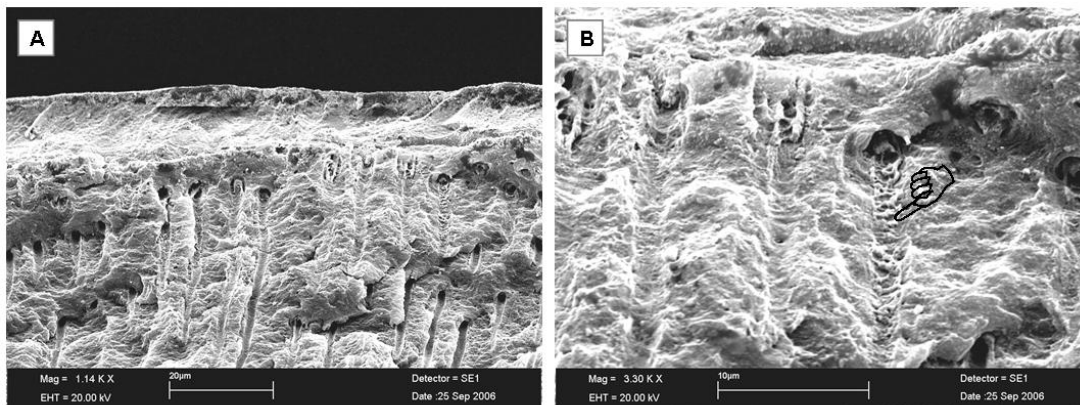 A
Mag = 1.14 K X
20µm
Detector = SE1
EHT = 20.00 kV
Date :25 Sep 2006
B
Mag = 3.30 K X
10µm
Detector = SE1
EHT = 20.00 kV
Date :25 Sep 2006